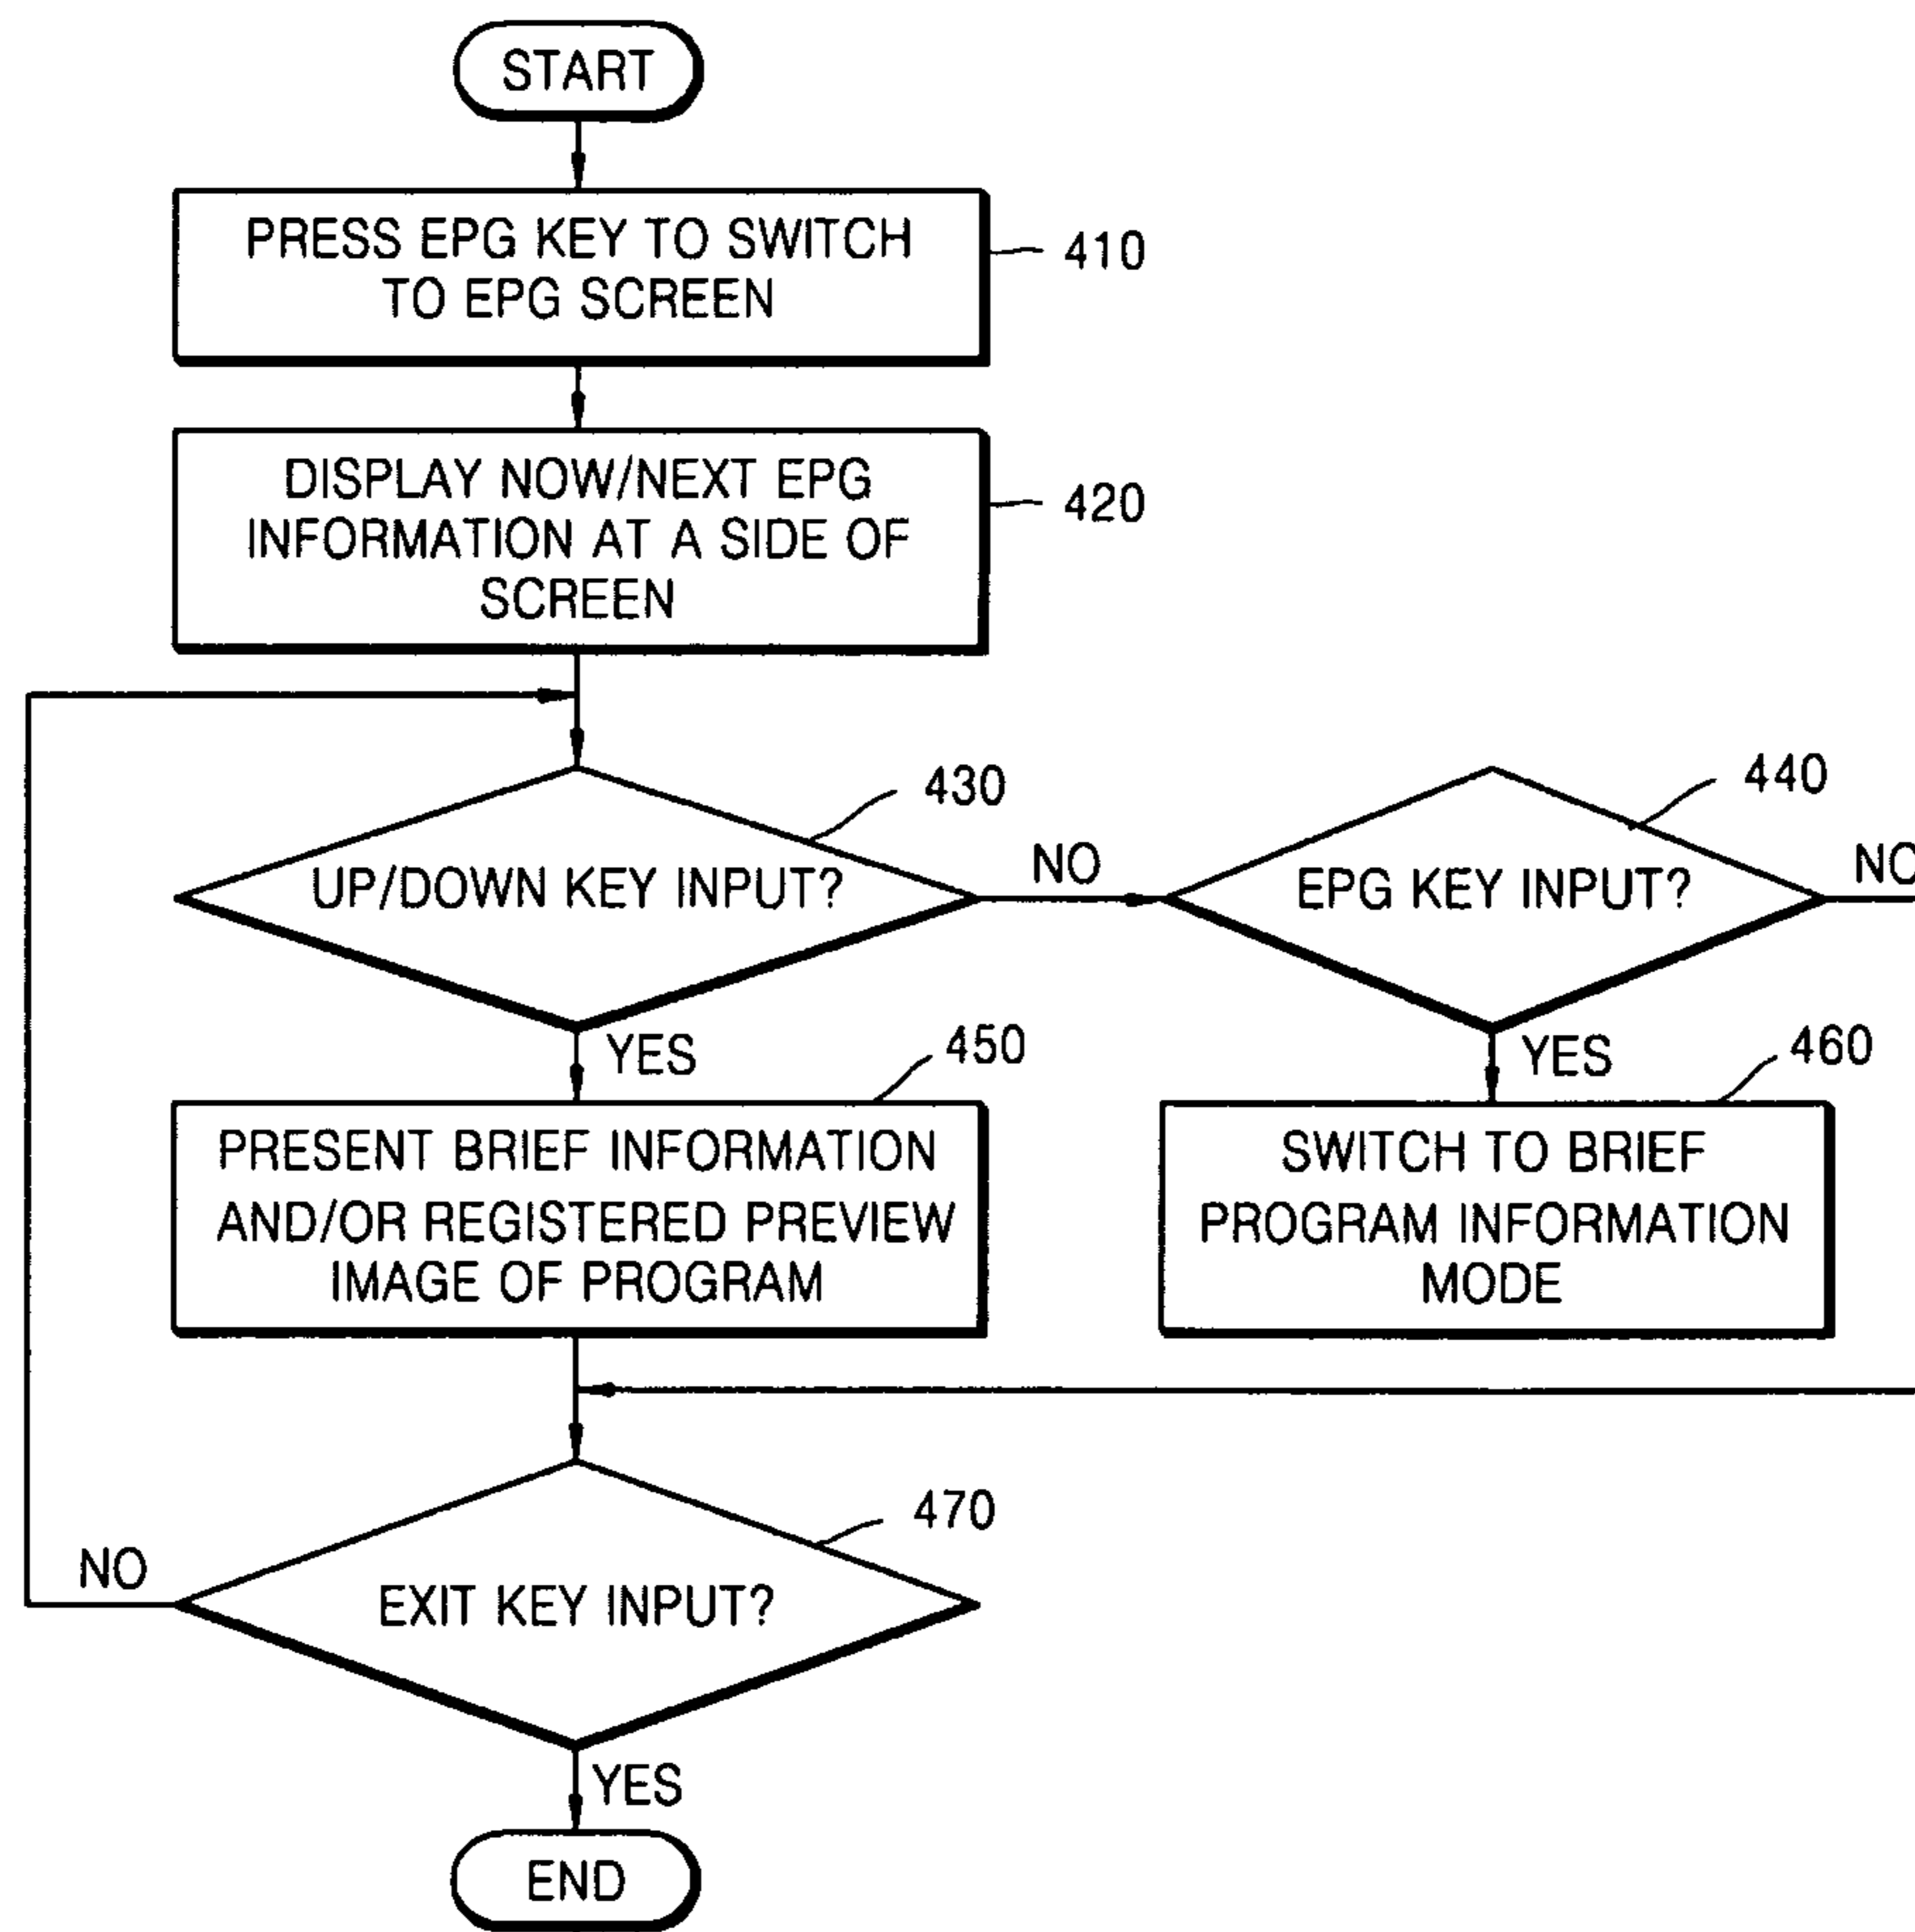 START
PRESS EPG KEY TO SWITCH
TO EPG SCREEN
410
DISPLAY NOW/NEXT EPG
INFORMATION AT A SIDE OF
SCREEN
420
430
UP/DOWN KEY INPUT?
NO
440
EPG KEY INPUT?
NO
YES
450
PRESENT BRIEF INFORMATION
AND/OR REGISTERED PREVIEW
IMAGE OF PROGRAM
YES
460
SWITCH TO BRIEF
PROGRAM INFORMATION
MODE
470
EXIT KEY INPUT?
NO
YES
END